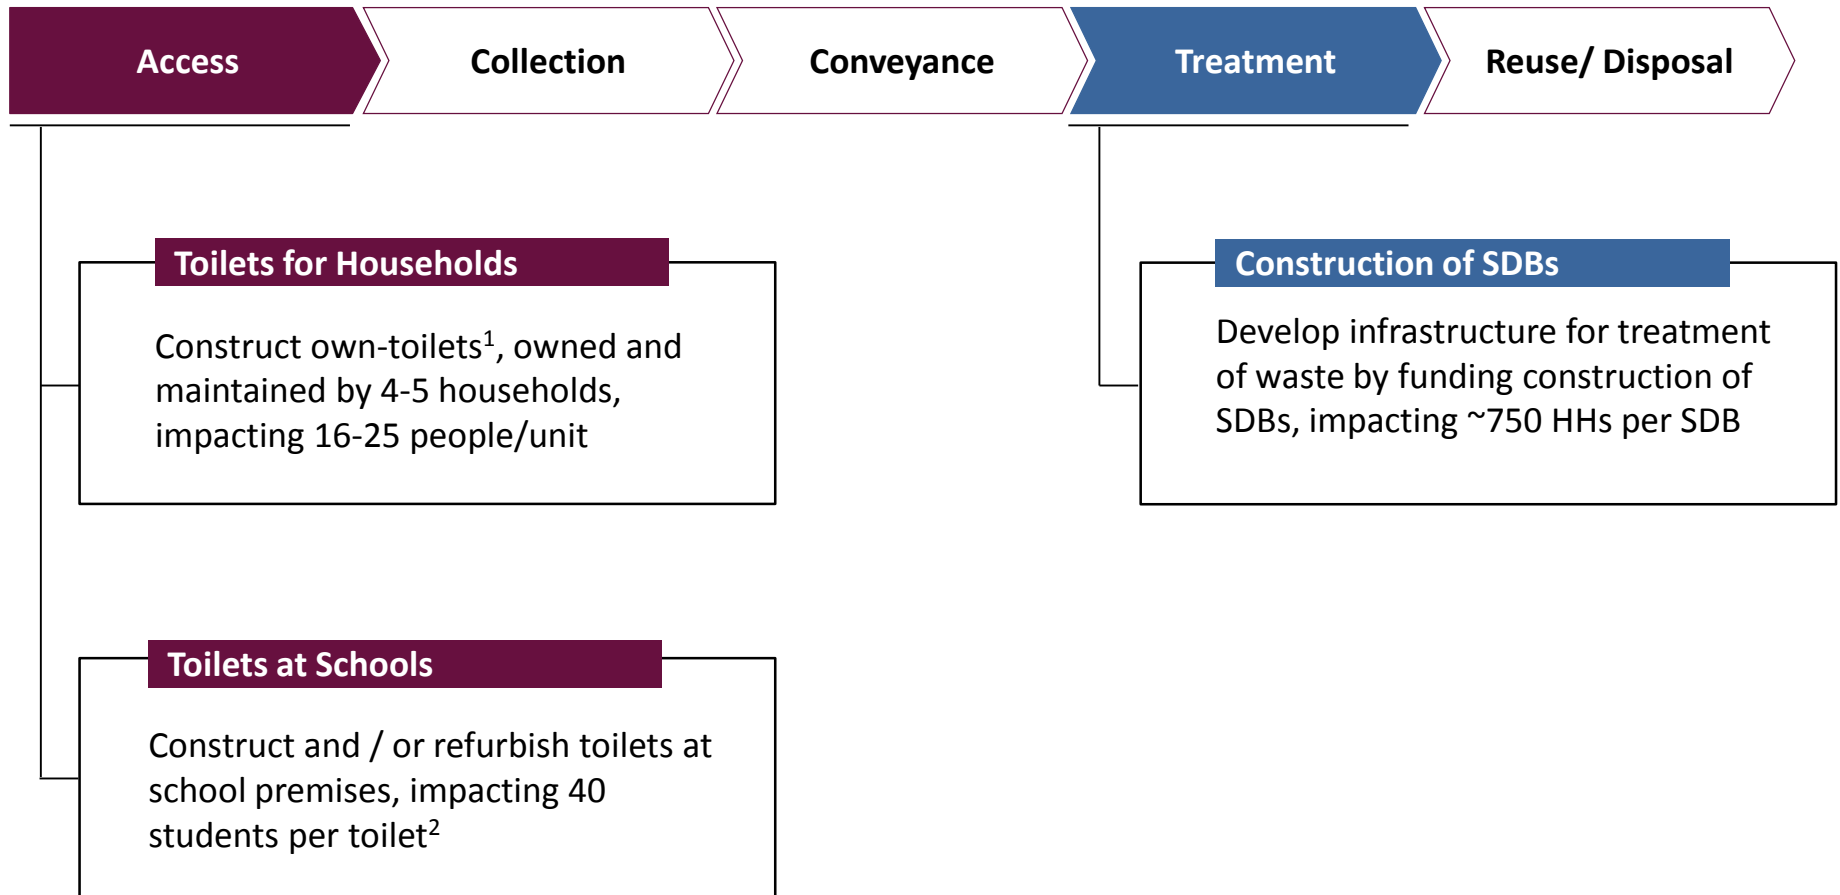 Access
Collection
Conveyance
Treatment
Reuse/ Disposal
Toilets for Households
Construct own-toilets¹, owned and
maintained by 4-5 households,
impacting 16-25 people/unit
Construction of SDBs
Develop infrastructure for treatment
of waste by funding construction of
SDBs, impacting ~750 HHs per SDB
Toilets at Schools
Construct and / or refurbish toilets at
school premises, impacting 40
students per toilet²